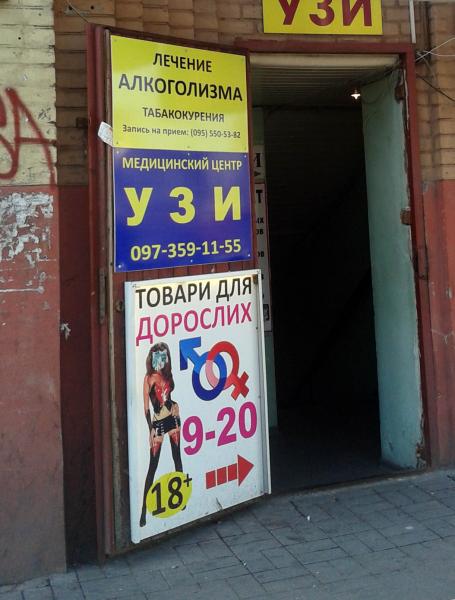 УЗИ
ЛЕЧЕНИЕ
АЛКОГОЛИЗМА
ТАБАКОКУРЕНИЯ
Запись на прием: (095) 550-53-82
МЕДИЦИНСКИЙ ЦЕНТР
УЗИ
097-359-11-55
ТОВАРИ ДЛЯ
ДОРОСЛИХ
9-20
18+